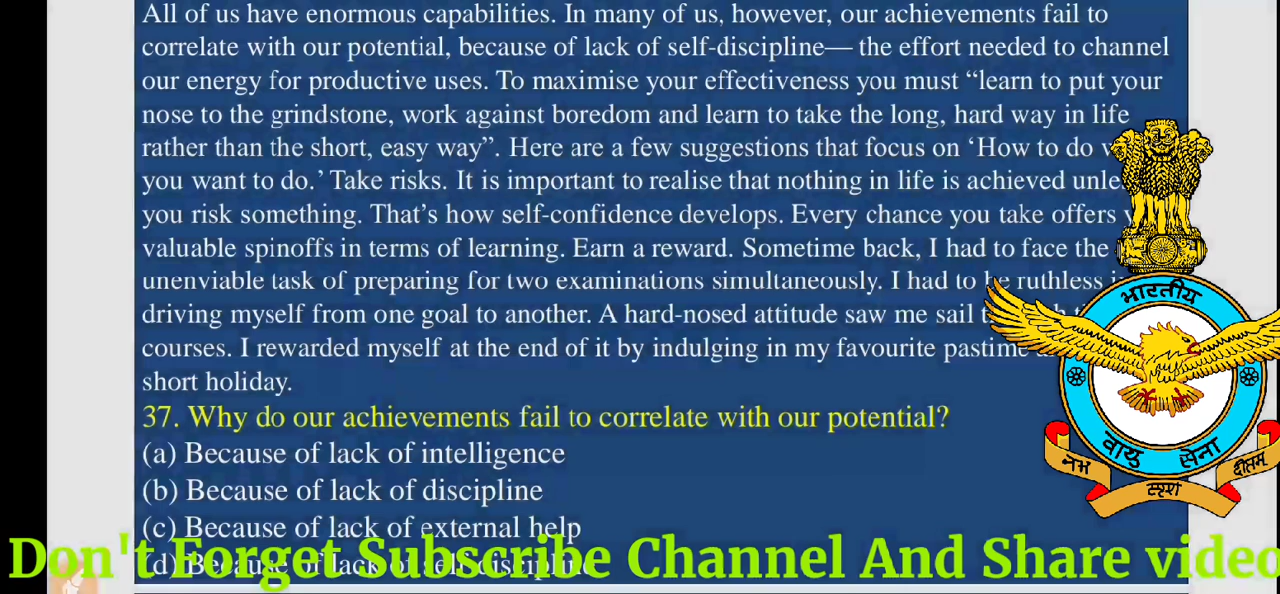 All of us have enormous capabilities. In many of us, however, our achievements fail to
correlate with our potential, because of lack of self-discipline— the effort needed to channel
our energy for productive uses. To maximise your effectiveness you must “learn to put your
nose to the grindstone, work against boredom and learn to take the long, hard way in life
rather than the short, easy way”. Here are a few suggestions that focus on ‘How to do
you want to do.’ Take risks. It is important to realise that nothing in life is achieved
you risk something. That’s how self-confidence develops. Every chance you take offers
valuable spinoffs in terms of learning. Earn a reward. Sometime back, I had to face the
unenviable task of preparing for two examinations simultaneously. I had to be ruthless
driving myself from one goal to another. A hard-nosed attitude saw me sail
courses. I rewarded myself at the end of it by indulging in my favourite pastime
short holiday.
37. Why do our achievements fail to correlate with our potential?
(a) Because of lack of intelligence
(b) Because of lack of discipline
(c) Because of lack of external help
(d) Because of lack of self-discipline
Don't Forget Subscribe Channel And Share video
भारतीय
वायु सेना
नभः स्पृशं दीप्तम्